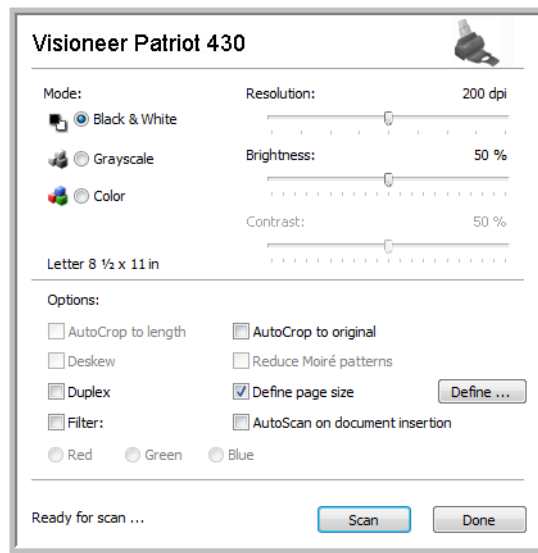 Visioneer Patriot 430
Mode:
Black & White
Grayscale
Color
Letter 8 ½ x 11 in
Resolution: 200 dpi
Brightness: 50 %
Contrast: 50 %
Options:
AutoCrop to length AutoCrop to original
Deskew Reduce Moiré patterns
Duplex Define page size Define ...
Filter: AutoScan on document insertion
Red Green Blue
Ready for scan ... Scan Done